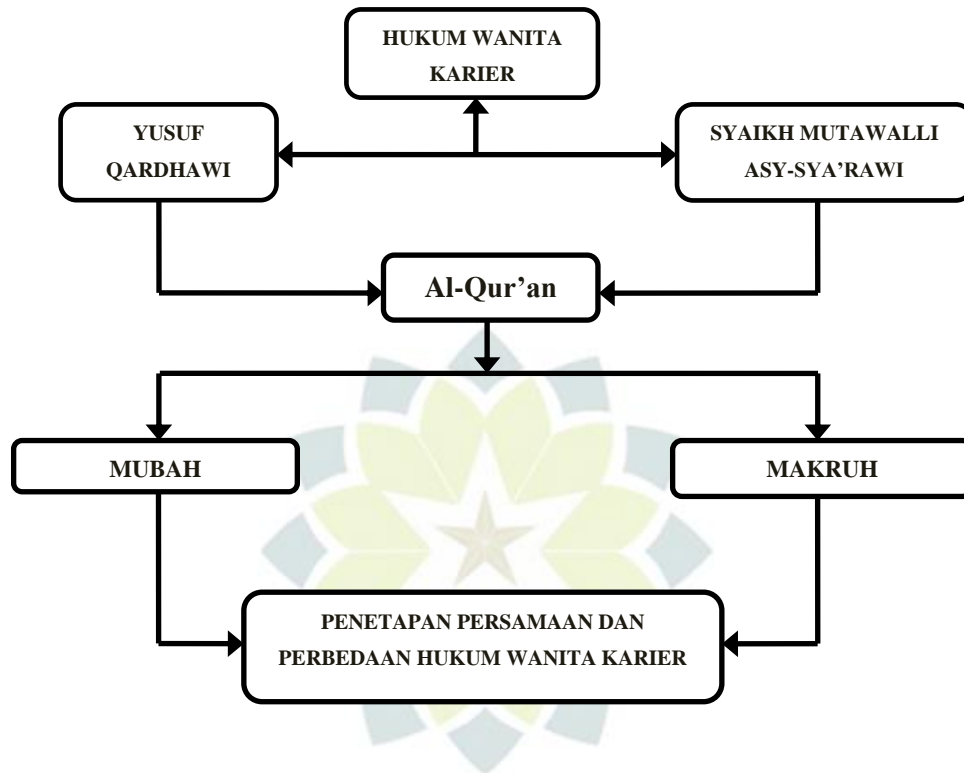 HUKUM WANITA
KARIER
YUSUF
QARDHAWI
SYAIKH MUTAWALLI
ASY-SYA’RAWI
Al-Qur’an
MUBAH
MAKRUH
PENETAPAN PERSAMAAN DAN
PERBEDAAN HUKUM WANITA KARIER